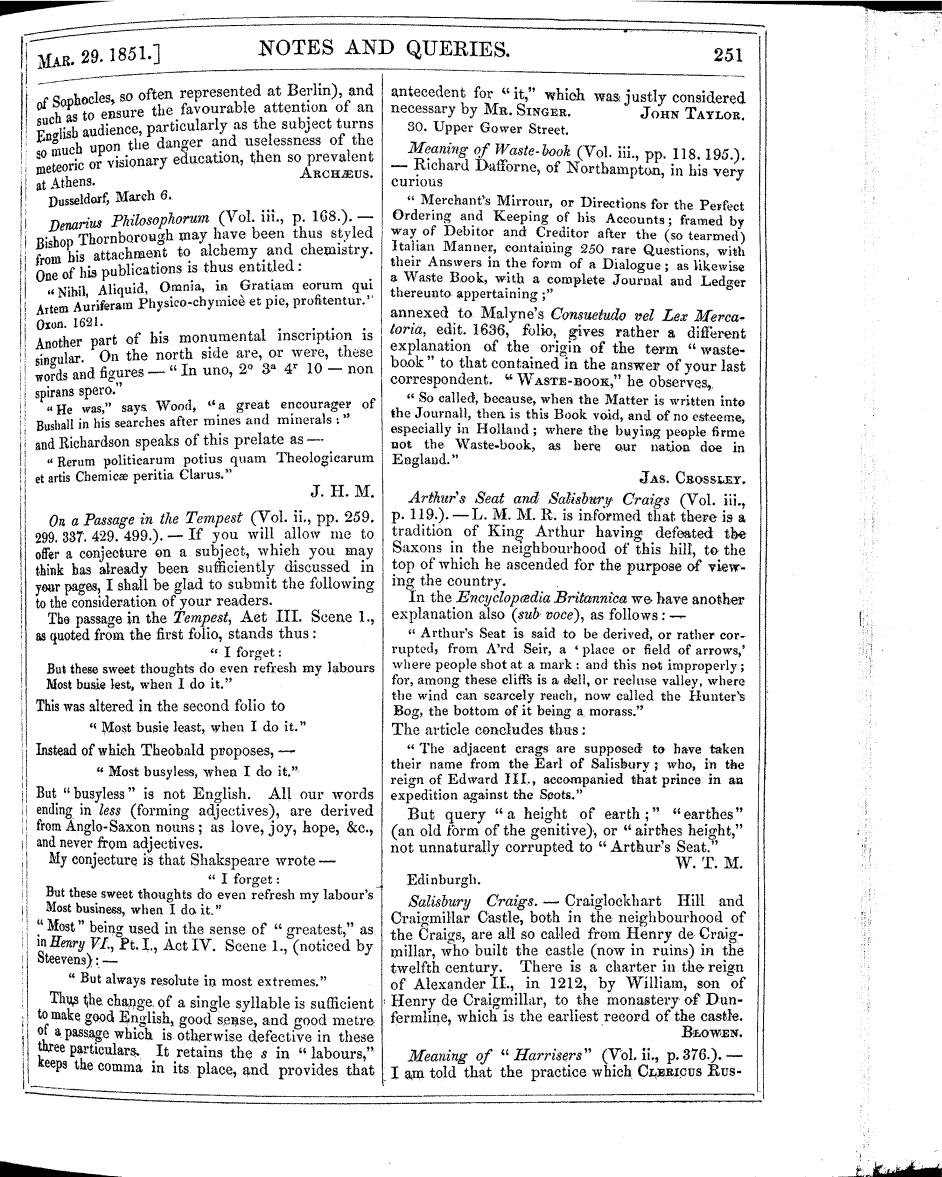 MAR. 29. 1851.] NOTES AND QUERIES. 251
of Sophocles, so often represented at Berlin), and
such as to ensure the favourable attention of an
English audience, particularly as the subject turns
so much upon the danger and uselessness of the
meteoric or visionary education, then so prevalent
at Athens. ARCHÆUS.
Dusseldorf, March 6.
Denarius Philosophorum (Vol. iii., p. 168.). —
Bishop Thornborough may have been thus styled
from his attachment to alchemy and chemistry.
One of his publications is thus entitled :
"Nihil, Aliquid, Omnia, in Gratiam eorum qui
Artem Auriferam Physico-chymicè et pie, profitentur."
Oxon. 1621.
Another part of his monumental inscription is
singular. On the north side are, or were, these
words and figures — "In uno, 2º 3ª 4ʳ 10 — non
spirans spero."
"He was," says Wood, "a great encourager of
Bushall in his searches after mines and minerals : "
and Richardson speaks of this prelate as —
"Rerum politicarum potius quam Theologicarum
et artis Chemicæ peritia Clarus."
J. H. M.
On a Passage in the Tempest (Vol. ii., pp. 259.
299. 337. 429. 499.). — If you will allow me to
offer a conjecture on a subject, which you may
think has already been sufficiently discussed in
your pages, I shall be glad to submit the following
to the consideration of your readers.
The passage in the Tempest, Act III. Scene 1.,
as quoted from the first folio, stands thus :
" I forget :
But these sweet thoughts do even refresh my labours
Most busie lest, when I do it."
This was altered in the second folio to
" Most busie least, when I do it."
Instead of which Theobald proposes, —
" Most busyless, when I do it."
But "busyless" is not English. All our words
ending in less (forming adjectives), are derived
from Anglo-Saxon nouns ; as love, joy, hope, &c.,
and never from adjectives.
My conjecture is that Shakspeare wrote —
" I forget :
But these sweet thoughts do even refresh my labour's
Most business, when I do it."
"Most" being used in the sense of "greatest," as
in Henry VI., Pt. I., Act IV. Scene 1., (noticed by
Steevens) : —
" But always resolute in most extremes."
Thus the change of a single syllable is sufficient
to make good English, good sense, and good metre
of a passage which is otherwise defective in these
three particulars. It retains the s in "labours,"
keeps the comma in its place, and provides that
antecedent for "it," which was justly considered
necessary by MR. SINGER. JOHN TAYLOR.
30. Upper Gower Street.
Meaning of Waste-book (Vol. iii., pp. 118. 195.).
— Richard Dafforne, of Northampton, in his very
curious
" Merchant's Mirrour, or Directions for the Perfect
Ordering and Keeping of his Accounts ; framed by
way of Debitor and Creditor after the (so tearmed)
Italian Manner, containing 250 rare Questions, with
their Answers in the form of a Dialogue ; as likewise
a Waste Book, with a complete Journal and Ledger
thereunto appertaining ;"
annexed to Malyne's Consuetudo vel Lex Merca-
toria, edit. 1636, folio, gives rather a different
explanation of the origin of the term "waste-
book" to that contained in the answer of your last
correspondent. "WASTE-BOOK," he observes,
" So called, because, when the Matter is written into
the Journall, then is this Book void, and of no esteeme,
especially in Holland ; where the buying people firme
not the Waste-book, as here our nation doe in
England."
JAS. CROSSLEY.
Arthur's Seat and Salisbury Craigs (Vol. iii.,
p. 119.). — L. M. M. R. is informed that there is a
tradition of King Arthur having defeated the
Saxons in the neighbourhood of this hill, to the
top of which he ascended for the purpose of view-
ing the country.
In the Encyclopædia Britannica we have another
explanation also (sub voce), as follows : —
" Arthur's Seat is said to be derived, or rather cor-
rupted, from A'rd Seir, a 'place or field of arrows,'
where people shot at a mark : and this not improperly ;
for, among these cliffs is a dell, or recluse valley, where
the wind can scarcely reach, now called the Hunter's
Bog, the bottom of it being a morass."
The article concludes thus :
" The adjacent crags are supposed to have taken
their name from the Earl of Salisbury ; who, in the
reign of Edward III., accompanied that prince in an
expedition against the Scots."
But query "a height of earth ;" "earthes"
(an old form of the genitive), or "airthes height,"
not unnaturally corrupted to "Arthur's Seat."
W. T. M.
Edinburgh.
Salisbury Craigs. — Craiglockhart Hill and
Craigmillar Castle, both in the neighbourhood of
the Craigs, are all so called from Henry de Craig-
millar, who built the castle (now in ruins) in the
twelfth century. There is a charter in the reign
of Alexander II., in 1212, by William, son of
Henry de Craigmillar, to the monastery of Dun-
fermline, which is the earliest record of the castle.
BLOWEN.
Meaning of "Harrisers" (Vol. ii., p. 376.). —
I am told that the practice which CLERICUS RUS-